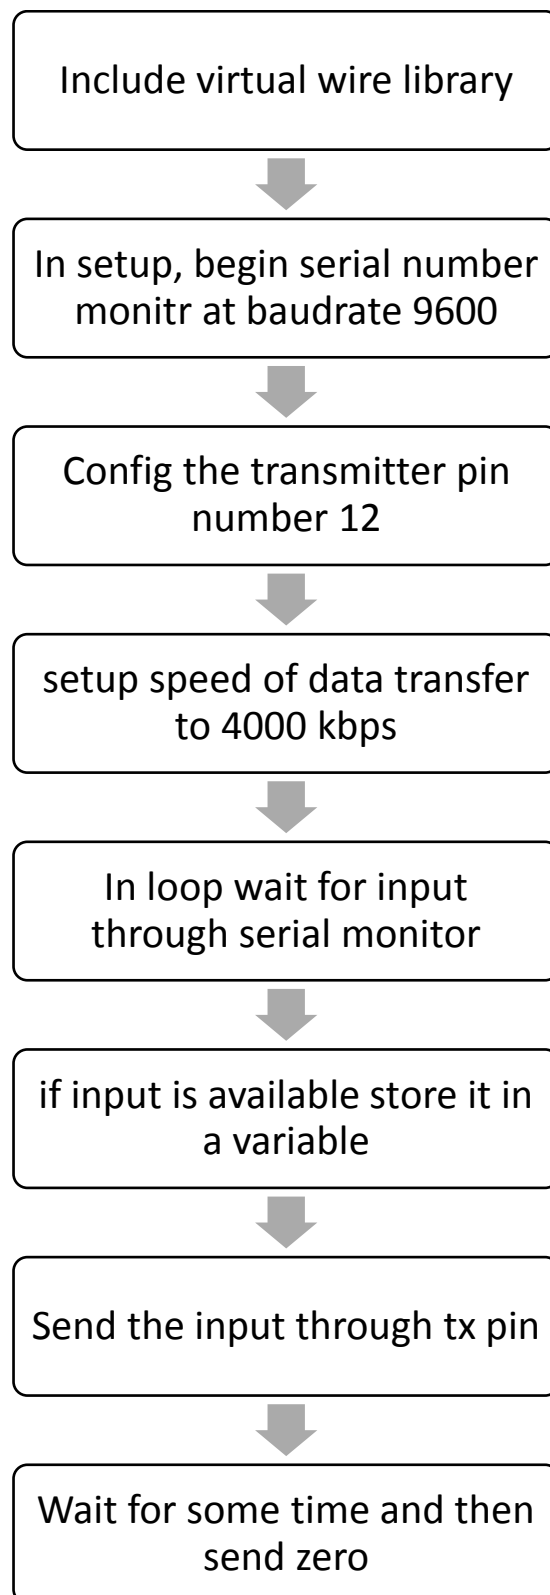 Include virtual wire library
In setup, begin serial number
monitr at baudrate 9600
Config the transmitter pin
number 12
setup speed of data transfer
to 4000 kbps
In loop wait for input
through serial monitor
if input is available store it in
a variable
Send the input through tx pin
Wait for some time and then
send zero